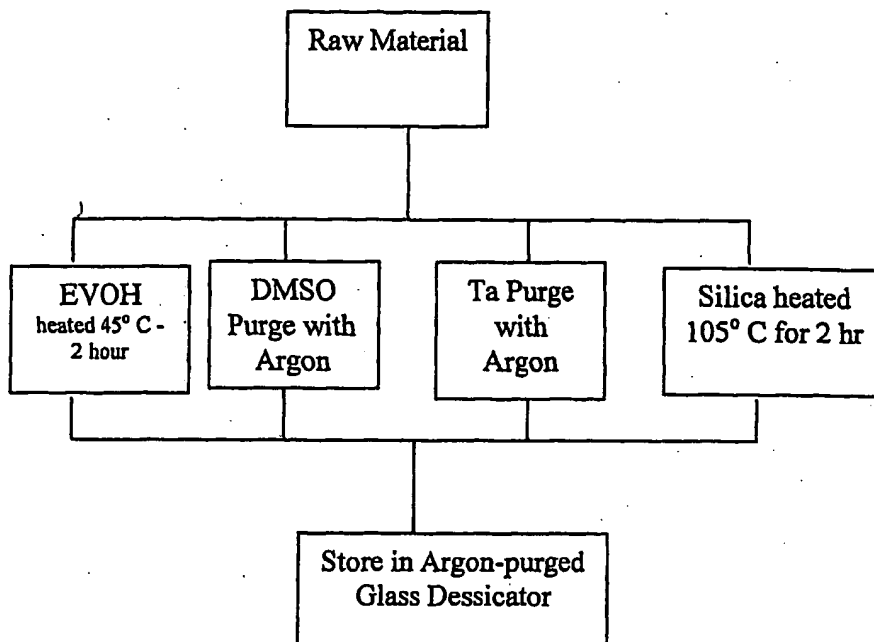 Raw Material
EVOH
heated 45° C -
2 hour
DMSO
Purge with
Argon
Ta Purge
with
Argon
Silica heated
105° C for 2 hr
Store in Argon-purged
Glass Dessicator